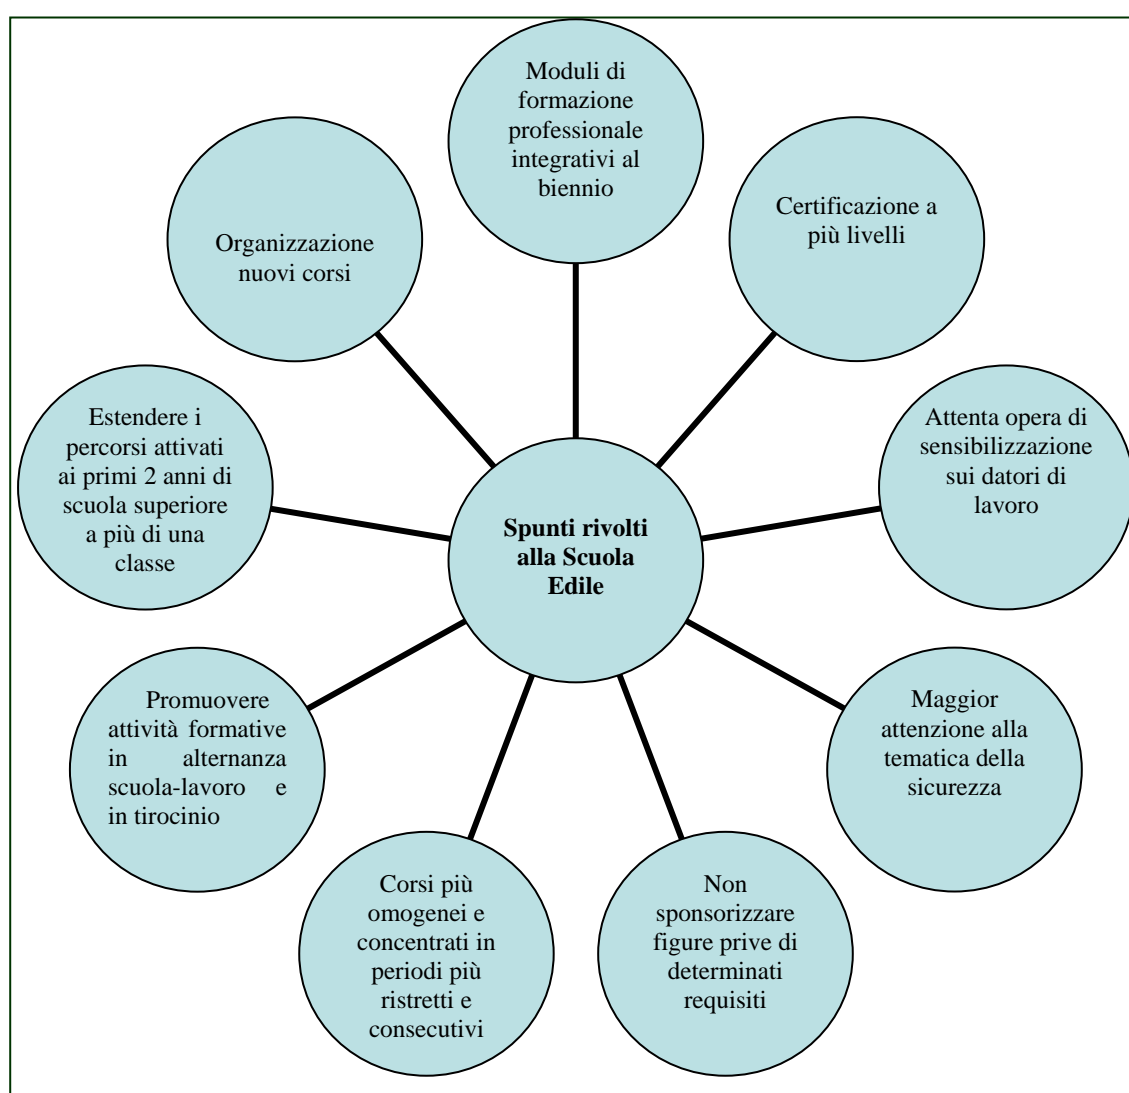 Moduli di
formazione
professionale
integrativi al
biennio
Certificazione a
più livelli
Attenta opera di
sensibilizzazione
sui datori di
lavoro
Maggior
attenzione alla
tematica della
sicurezza
Non
sponsorizzare
figure prive di
determinati
requisiti
Corsi più
omogenei e
concentrati in
periodi più
ristretti e
consecutivi
Promuovere
attività formative
in alternanza
scuola-lavoro e
in tirocinio
Estendere i
percorsi attivati
ai primi 2 anni di
scuola superiore
a più di una
classe
Organizzazione
nuovi corsi
Spunti rivolti
alla Scuola
Edile